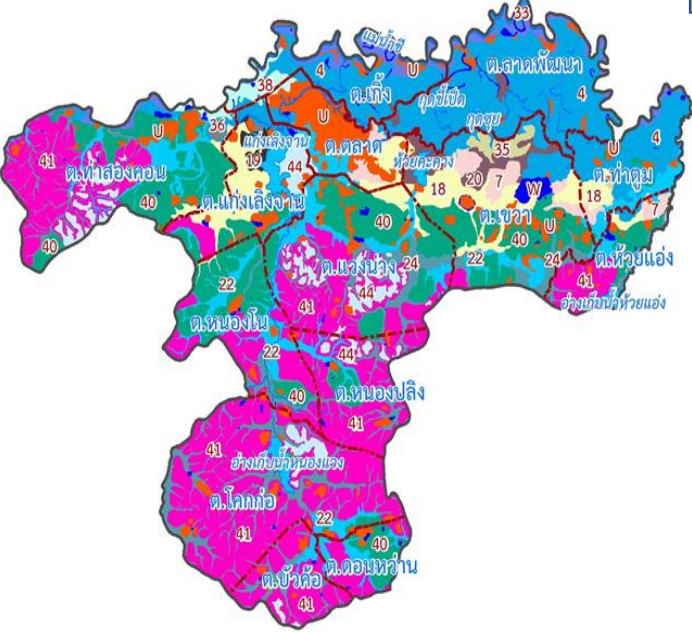 33
แม่น้ำชี
4
U
ต.ลาดพัฒนา
38
ต.เกิ้ง
กุดซีเป็ด
4
U
กุดซุย
36
U
แก่งเลิงจาน
35
U
4
41
19
44
ต.ตลาด
ห้วยคะคาง
20
7
ต.ท่าตูม
ต.ท่าสองคอน
18
W
18
7
40
ต.แก่งเลิงจาน
40
ต.เขวา
U
40
40
24
22
24
ต.ห้วยแอ่ง
ต.แวงน่าง
22
44
41
41
อ่างเก็บน้ำห้วยแอ่ง
ต.หนองโน
22
44
40
ต.หนองปลิง
41
41
อ่างเก็บน้ำหนองแวง
ต.โคกก่อ
22
41
40
ต.บัวค้อ
ต.ดอนหว่าน
41